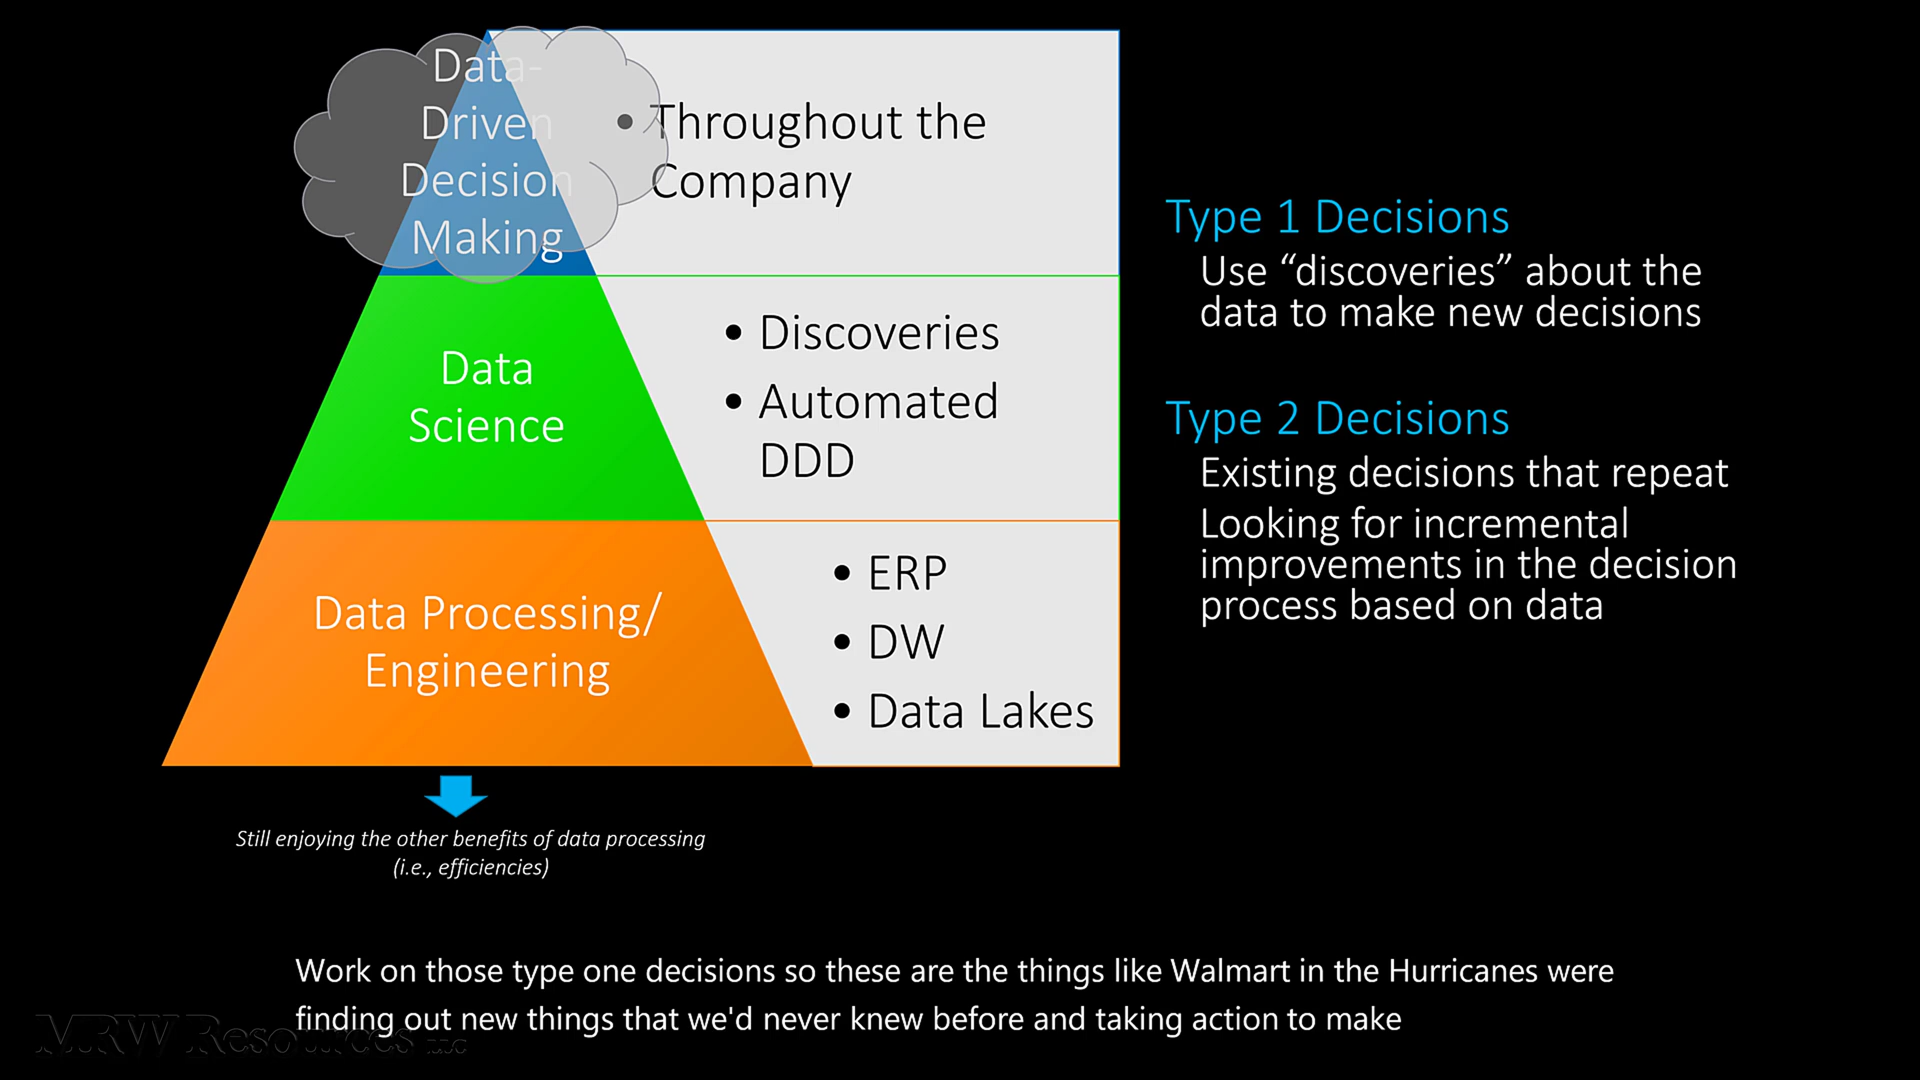 Data-
Driven
Decision
Making
• Throughout the
Company
Data
Science
• Discoveries
• Automated
DDD
Data Processing/
Engineering
• ERP
• DW
• Data Lakes
Still enjoying the other benefits of data processing
(i.e., efficiencies)
Type 1 Decisions
Use “discoveries” about the
data to make new decisions
Type 2 Decisions
Existing decisions that repeat
Looking for incremental
improvements in the decision
process based on data
Work on those type one decisions so these are the things like Walmart in the Hurricanes were
finding out new things that we'd never knew before and taking action to make
MRW Resources LLC